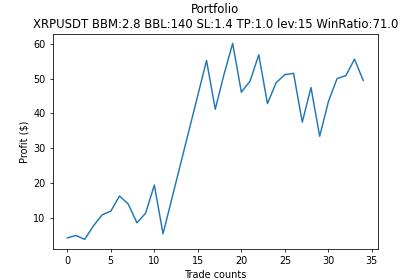 Portfolio
XRPUSDT BBM:2.8 BBL:140 SL:1.4 TP:1.0 lev:15 WinRatio:71.0
60
50
40
30
20
10
Profit ($)
0 5 10 15 20 25 30 35
Trade counts